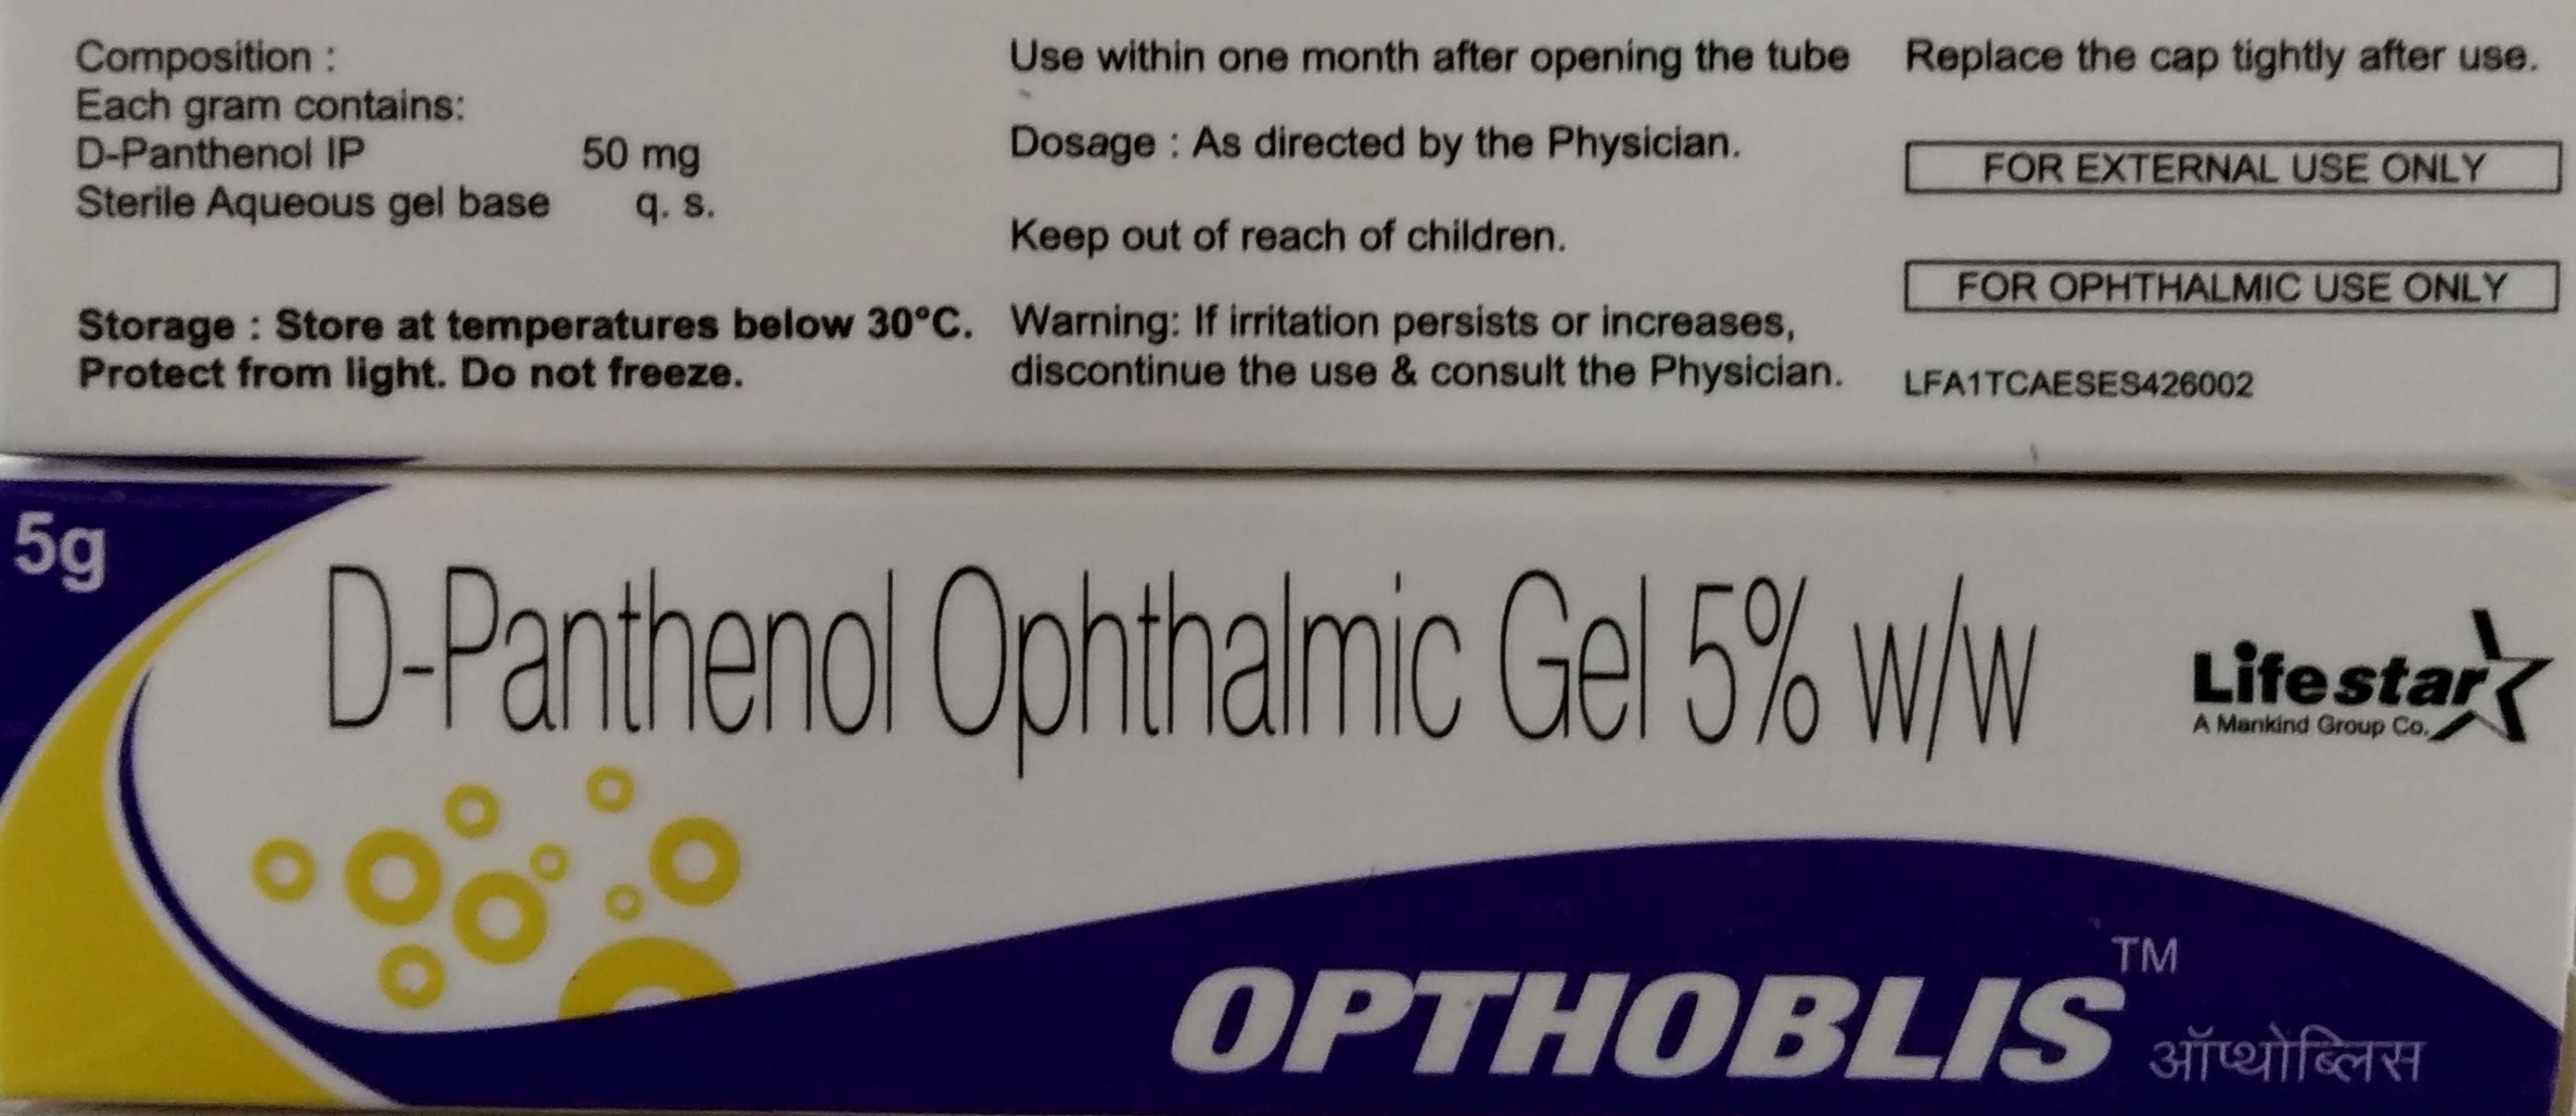 Composition :
Each gram contains:
D-Panthenol IP 50 mg
Sterile Aqueous gel base q. s.
Storage : Store at temperatures below 30°C.
Protect from light. Do not freeze.
Use within one month after opening the tube
Dosage : As directed by the Physician.
Keep out of reach of children.
Warning: If irritation persists or increases,
discontinue the use & consult the Physician.
Replace the cap tightly after use.
FOR EXTERNAL USE ONLY
FOR OPHTHALMIC USE ONLY
LFA1TCAESES426002
5g
D-Panthenol Ophthalmic Gel 5% w/w
Lifestar
A Mankind Group Co.
OPTHOBLIS™
ऑप्थोब्लिस